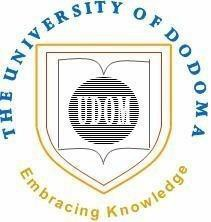 THE UNIVERSITY OF DODOMA
UDOM
Embracing Knowledge